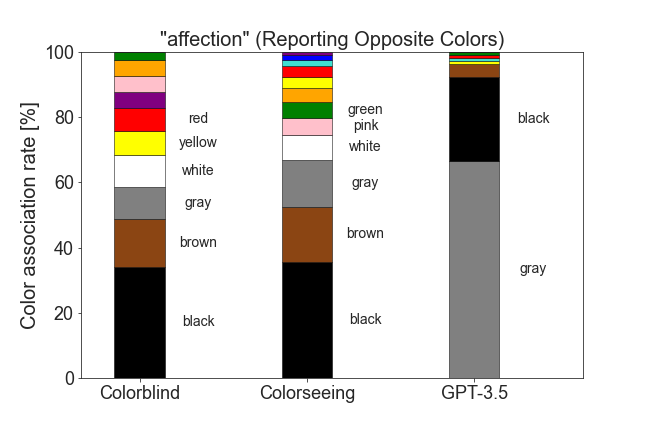 "affection" (Reporting Opposite Colors)
Color association rate [%]
100
80
60
40
20
0
red
yellow
white
gray
brown
black
green
pink
white
gray
brown
black
black
gray
Colorblind
Colorseeing
GPT-3.5